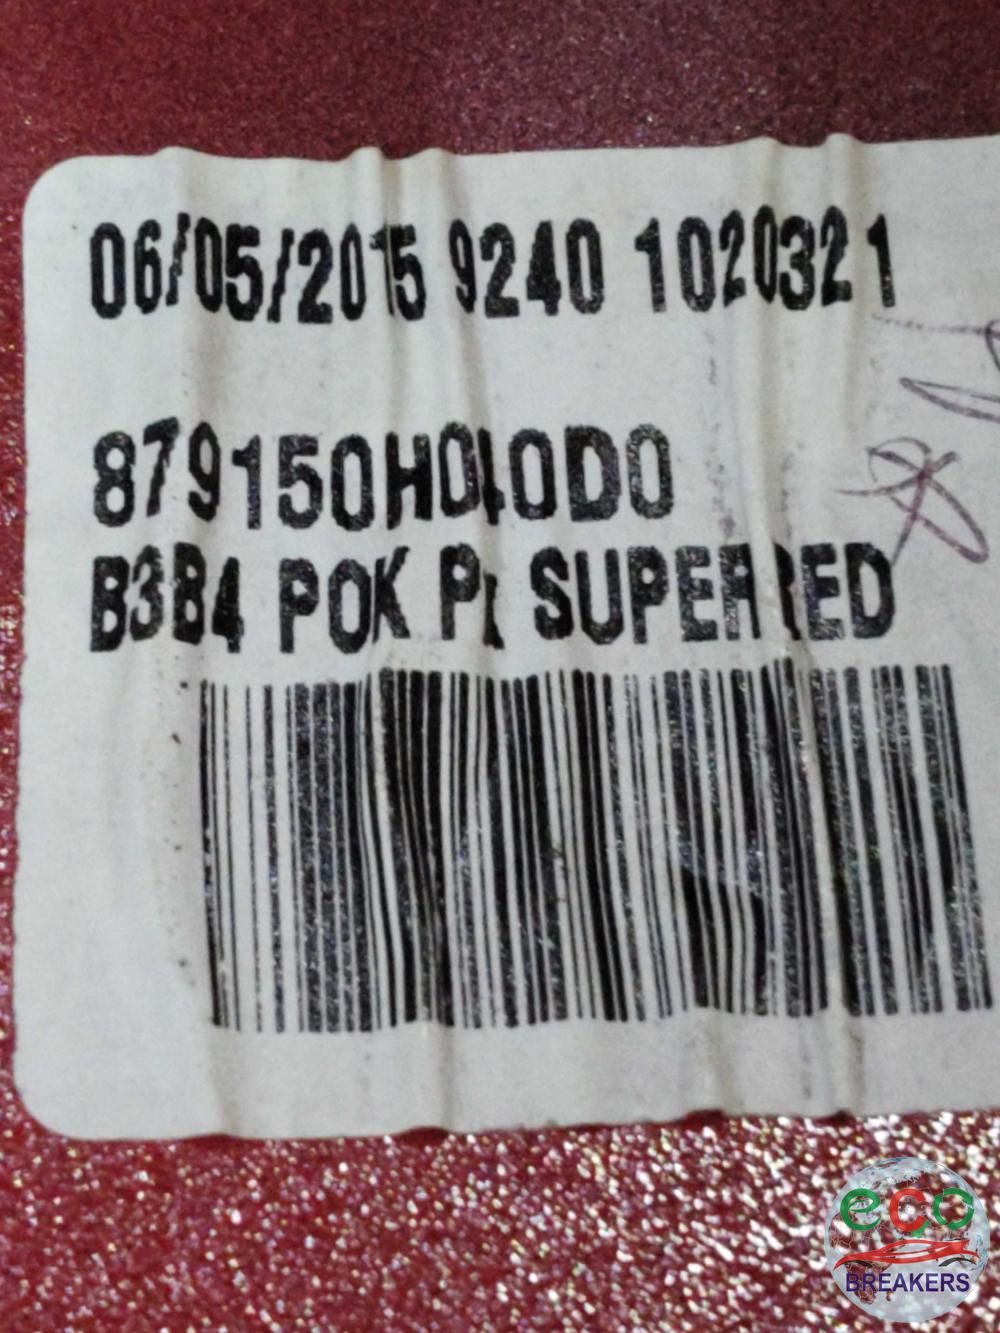 06/05/2015 9240 1020321
879150H040D0
B3B4 POK SUPERRED
eco
BREAKERS